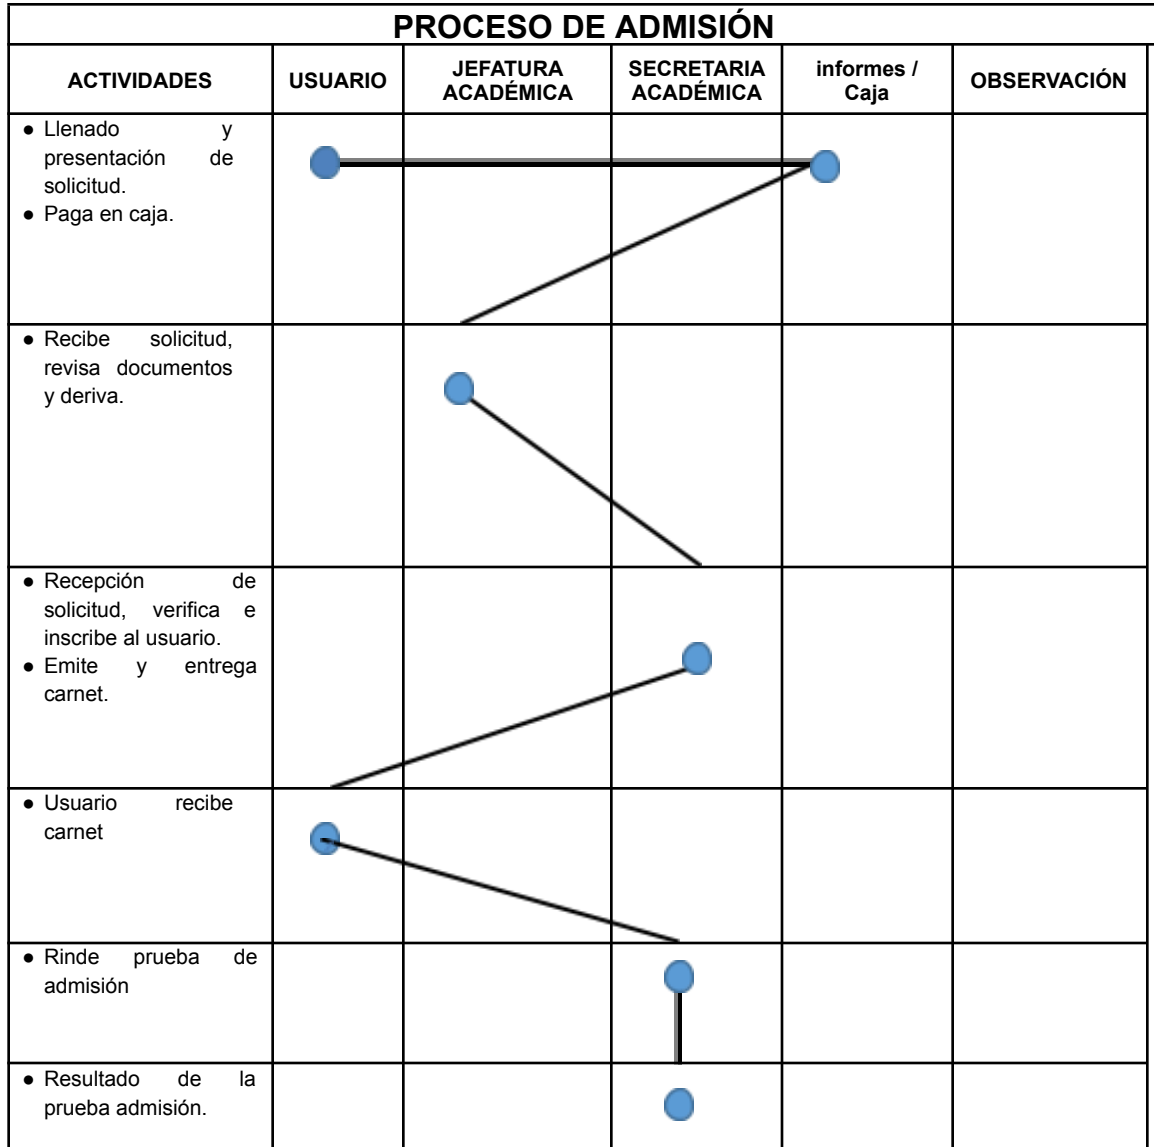 PROCESO DE ADMISIÓN
ACTIVIDADES
USUARIO
JEFATURA
ACADÉMICA
SECRETARIA
ACADÉMICA
informes /
Caja
OBSERVACIÓN
● Llenado y
presentación de
solicitud.
● Paga en caja.
● Recibe solicitud,
revisa documentos
y deriva.
● Recepción de
solicitud, verifica e
inscribe al usuario.
● Emite y entrega
carnet.
● Usuario recibe
carnet
● Rinde prueba de
admisión
● Resultado de la
prueba admisión.